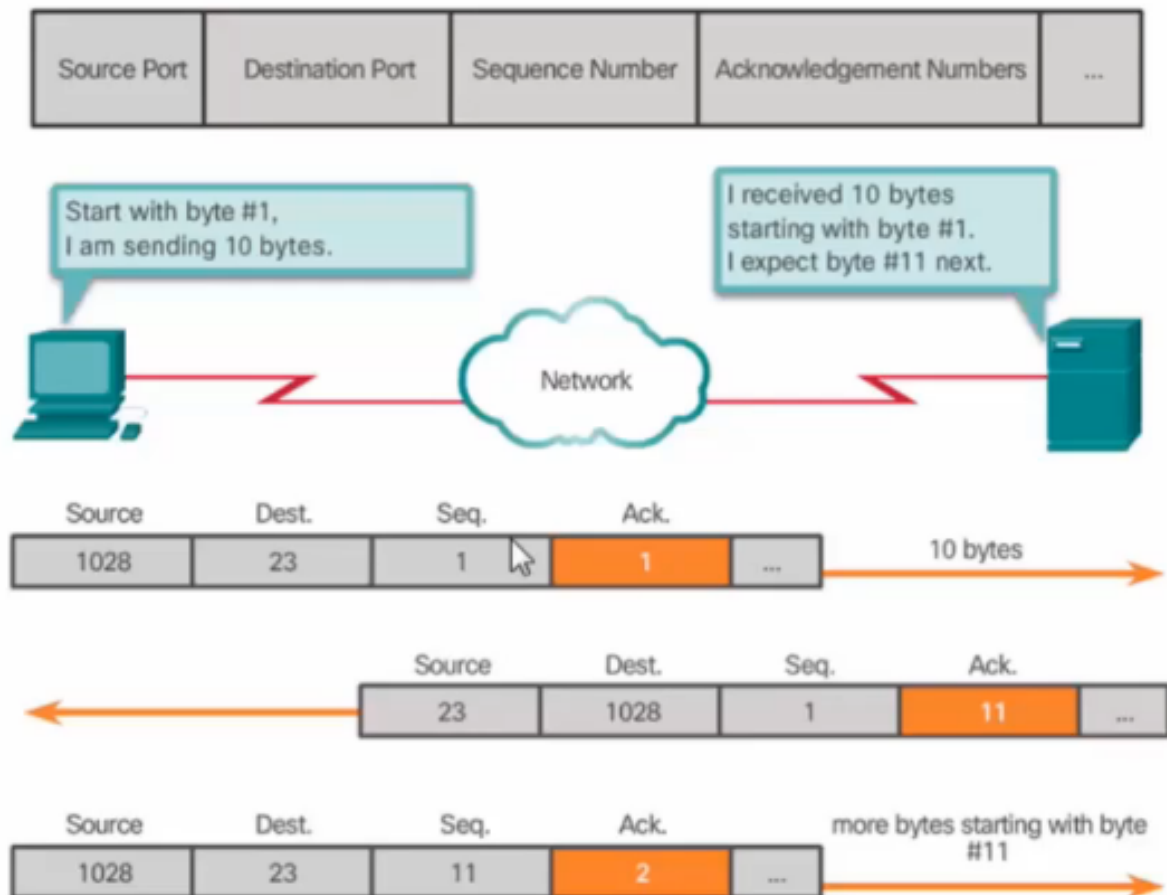 Source Port Destination Port Sequence Number Acknowledgement Numbers ...
Start with byte #1,
I am sending 10 bytes.
I received 10 bytes
starting with byte #1.
I expect byte #11 next.
Network
Source Dest. Seq. Ack.
1028 23 1 1 ...
10 bytes
Source Dest. Seq. Ack.
23 1028 1 11 ...
Source Dest. Seq. Ack.
1028 23 11 2 ...
more bytes starting with byte
#11